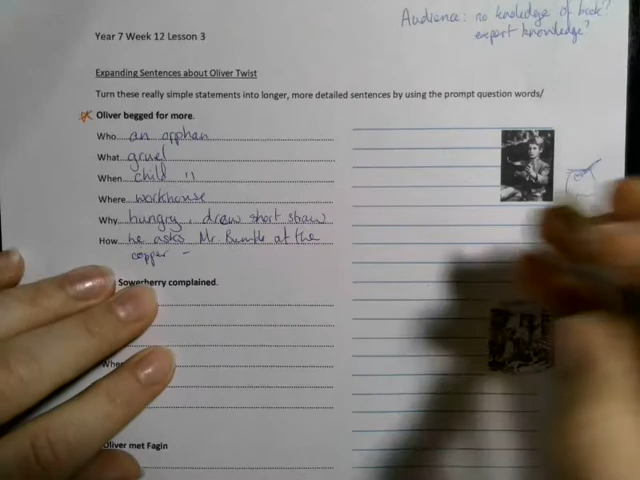 Audience: no knowledge of book?
expert knowledge?
Year 7 Week 12 Lesson 3
Expanding Sentences about Oliver Twist
Turn these really simple statements into longer, more detailed sentences by using the prompt question words/
Oliver begged for more.
Who an orphan
What gruel
When child 11
Where workhouse
Why hungry, drew short straw
How he asks Mr. Bumble at the
copper -
Sowerberry complained.
Oliver met Fagin